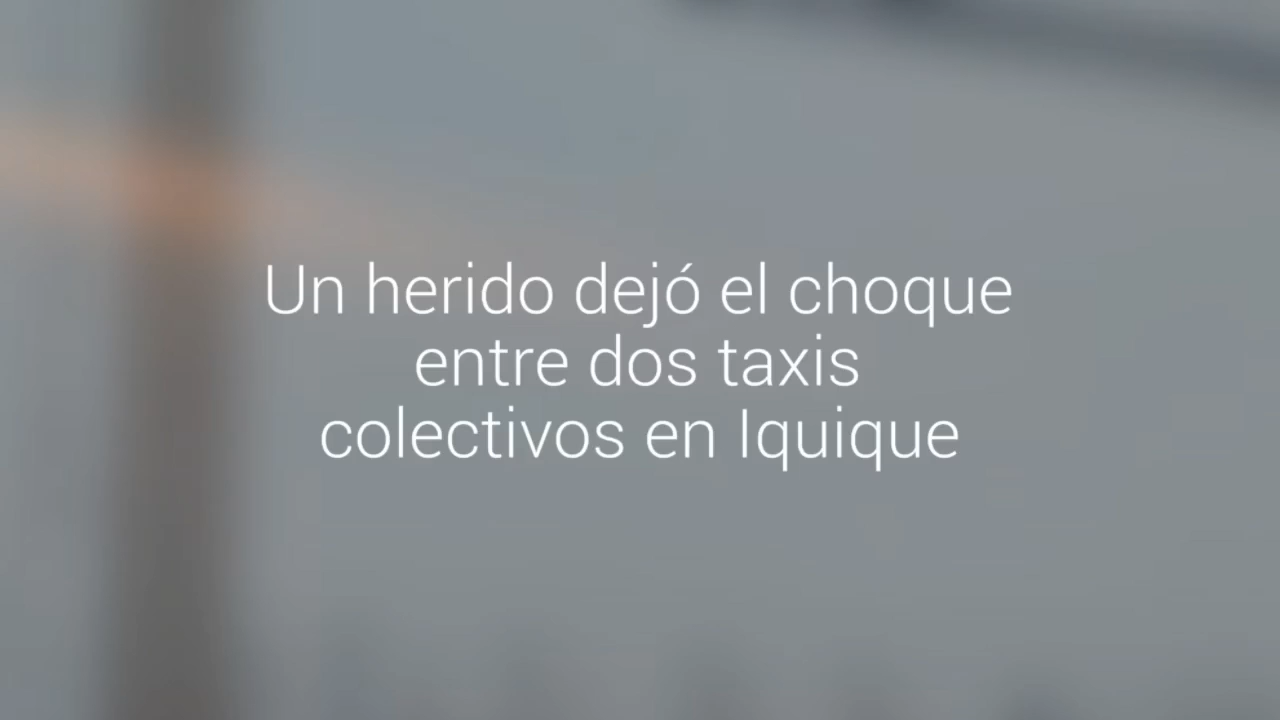 Un herido dejó el choque
entre dos taxis
colectivos en Iquique